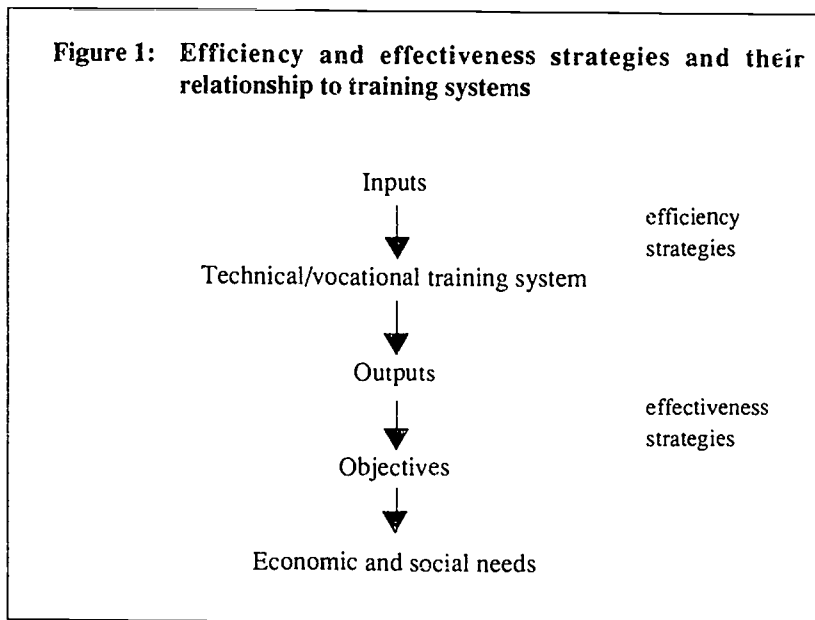 Figure 1: Efficiency and effectiveness strategies and their
relationship to training systems
Inputs
efficiency
strategies
Technical/vocational training system
Outputs
effectiveness
strategies
Objectives
Economic and social needs